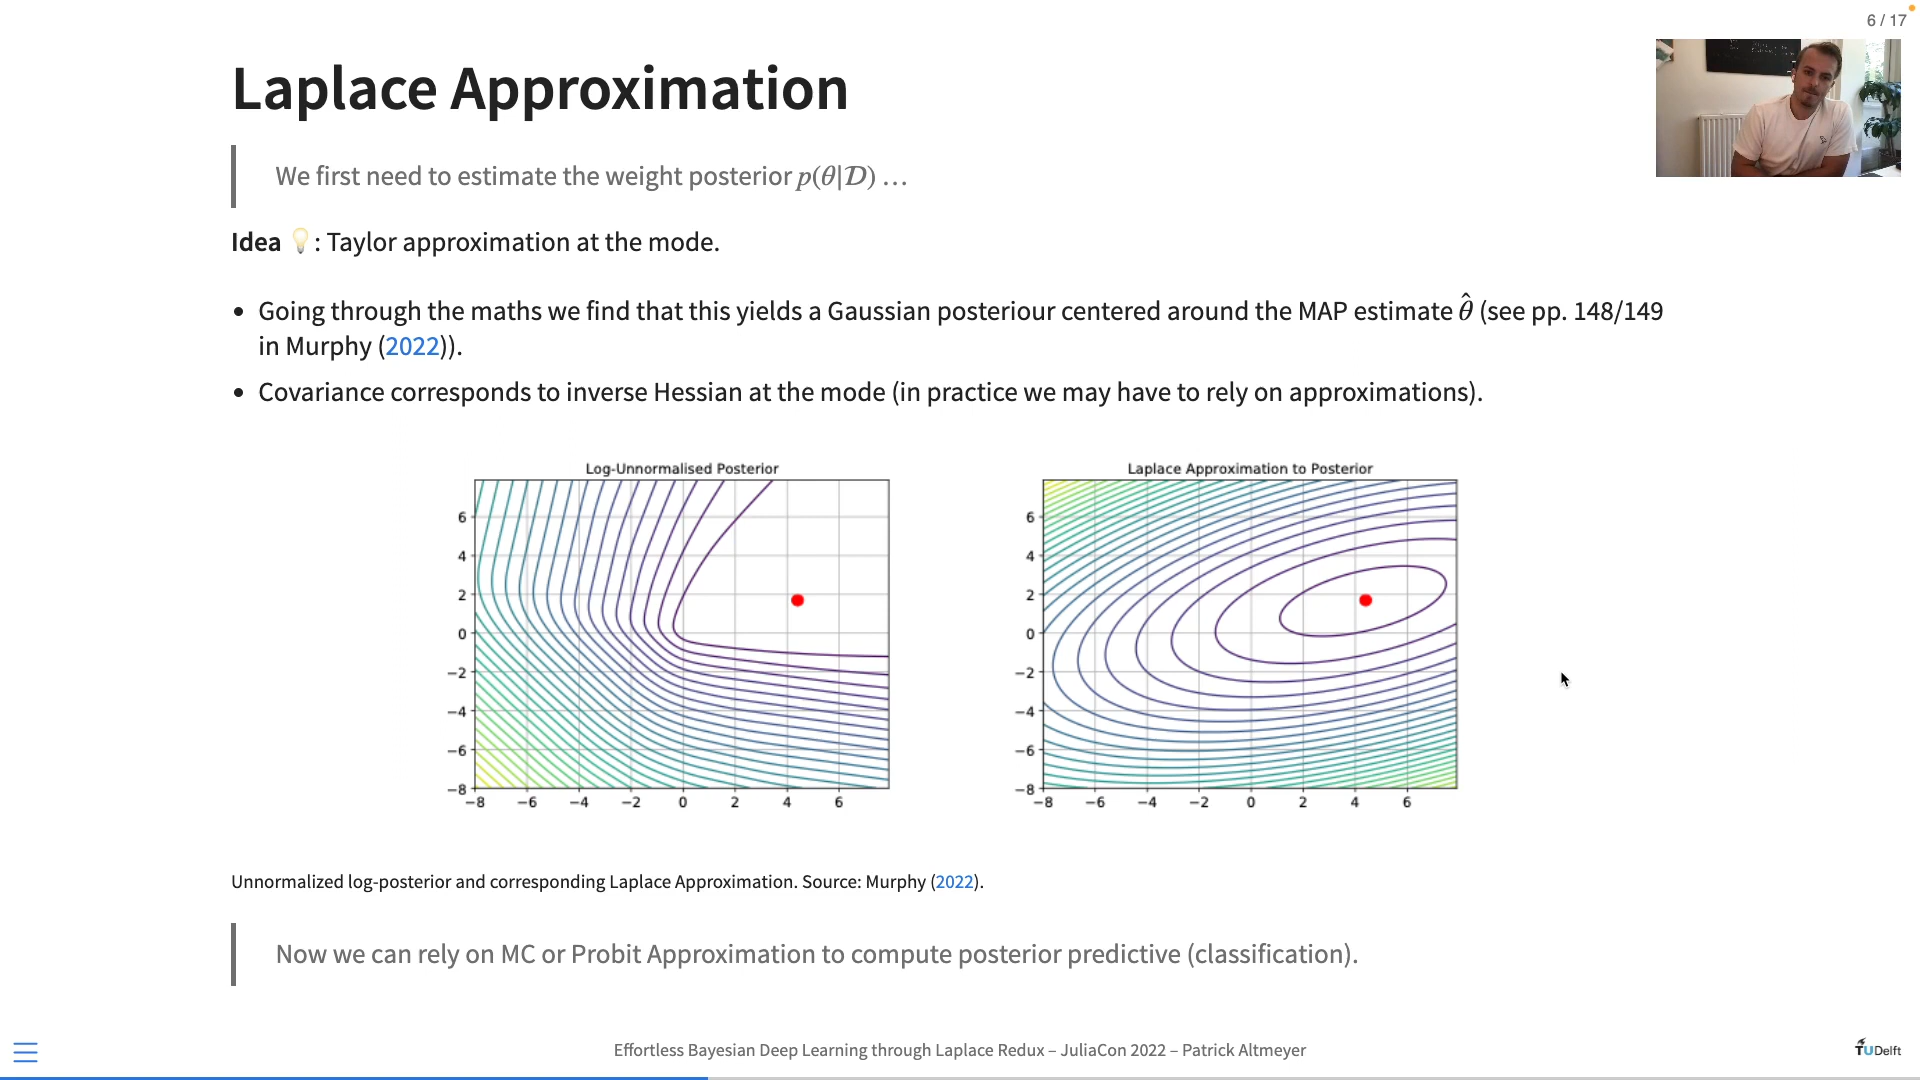 6 / 17
Laplace Approximation
We first need to estimate the weight posterior p(θ|𝒟) …
Idea 💡: Taylor approximation at the mode.
• Going through the maths we find that this yields a Gaussian posteriour centered around the MAP estimate θ̂ (see pp. 148/149
in Murphy (2022)).
• Covariance corresponds to inverse Hessian at the mode (in practice we may have to rely on approximations).
Log-Unnormalised Posterior
6
4
2
0
−2
−4
−6
−8
−8 −6 −4 −2 0 2 4 6
Laplace Approximation to Posterior
6
4
2
0
−2
−4
−6
−8
−8 −6 −4 −2 0 2 4 6
Unnormalized log-posterior and corresponding Laplace Approximation. Source: Murphy (2022).
Now we can rely on MC or Probit Approximation to compute posterior predictive (classification).
Effortless Bayesian Deep Learning through Laplace Redux – JuliaCon 2022 – Patrick Altmeyer
TUDelft